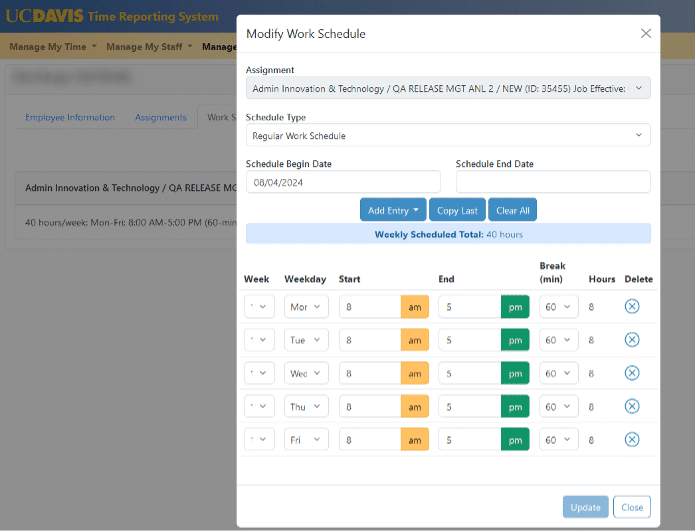 UCDAVIS Time Reporting System
Manage My Time Manage My Staff Manage
Employee Information Assignments Work S
Admin Innovation & Technology / QA RELEASE MG
40 hours/week: Mon-Fri: 8:00 AM-5:00 PM (60-min
Modify Work Schedule
Assignment
Admin Innovation & Technology / QA RELEASE MGT ANL 2 / NEW (ID: 35455) Job Effective:
Schedule Type
Regular Work Schedule
Schedule Begin Date Schedule End Date
08/04/2024
Add Entry Copy Last Clear All
Weekly Scheduled Total: 40 hours
Week Weekday Start End Break (min) Hours Delete
Mor 8 am 5 pm 60 8
Tue 8 am 5 pm 60 8
Wed 8 am 5 pm 60 8
Thu 8 am 5 pm 60 8
Fri 8 am 5 pm 60 8
Update Close